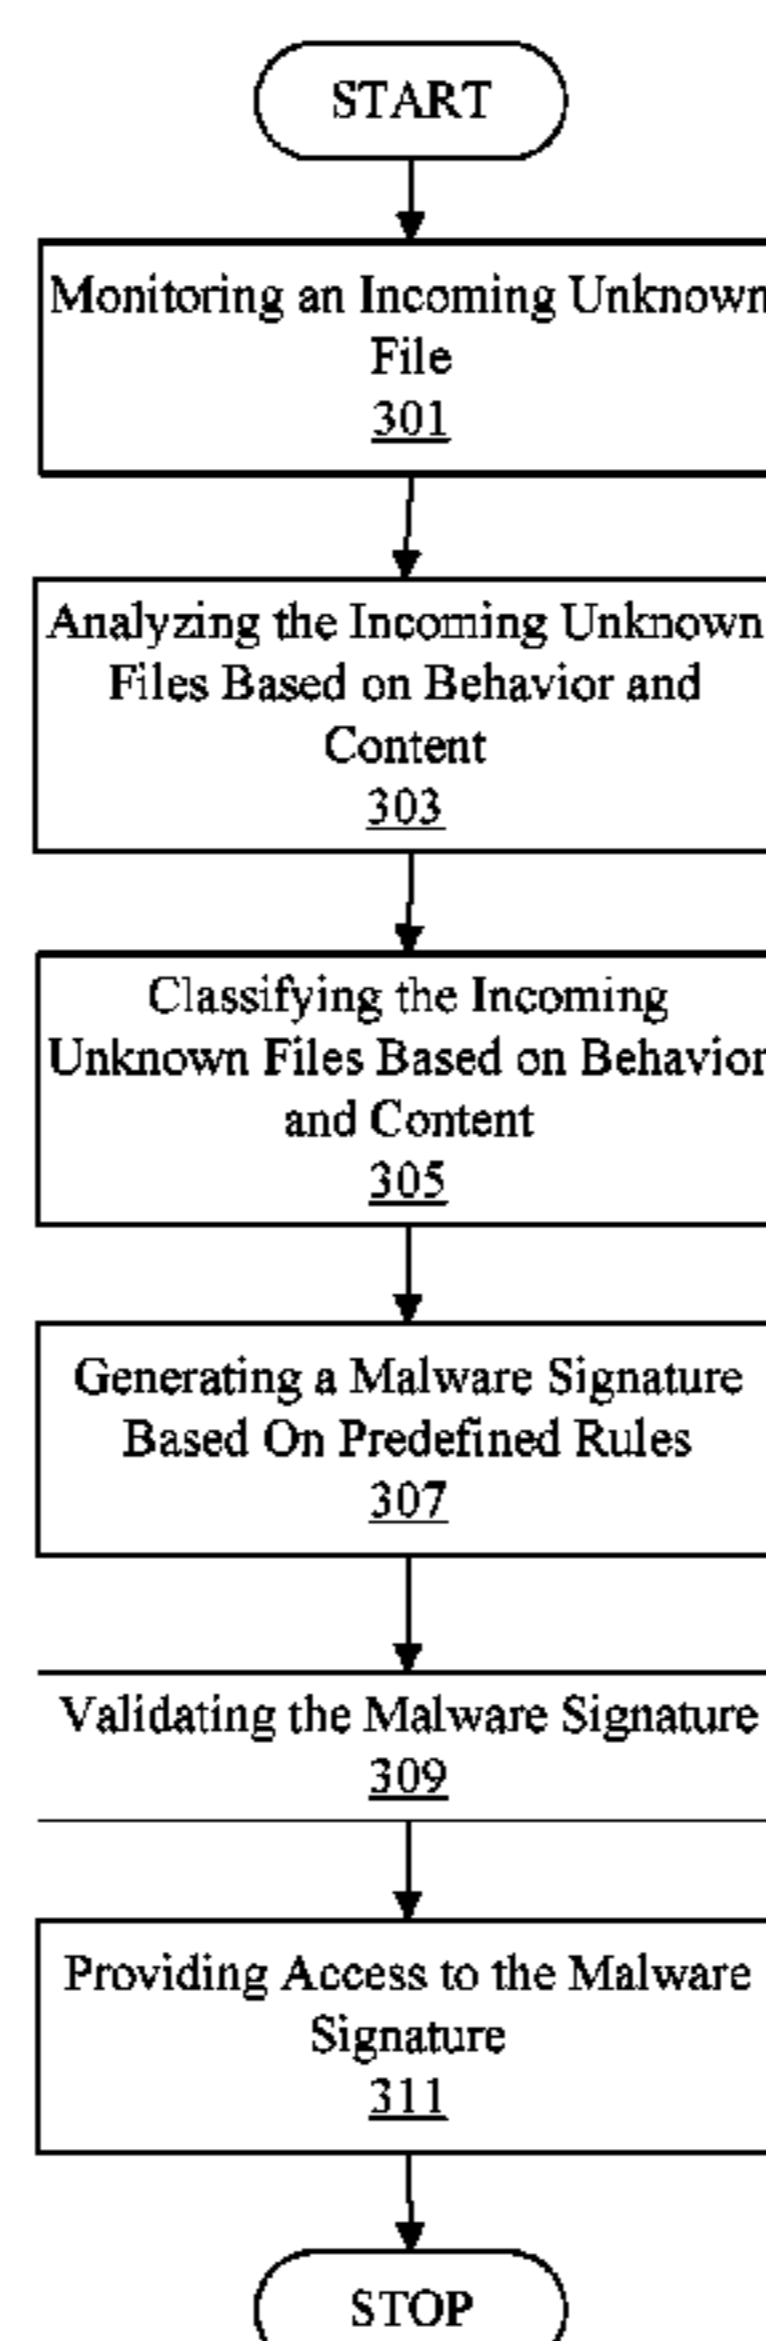 START
Monitoring an Incoming Unknown
File
301
Analyzing the Incoming Unknown
Files Based on Behavior and
Content
303
Classifying the Incoming
Unknown Files Based on Behavior
and Content
305
Generating a Malware Signature
Based On Predefined Rules
307
Validating the Malware Signature
309
Providing Access to the Malware
Signature
311
STOP